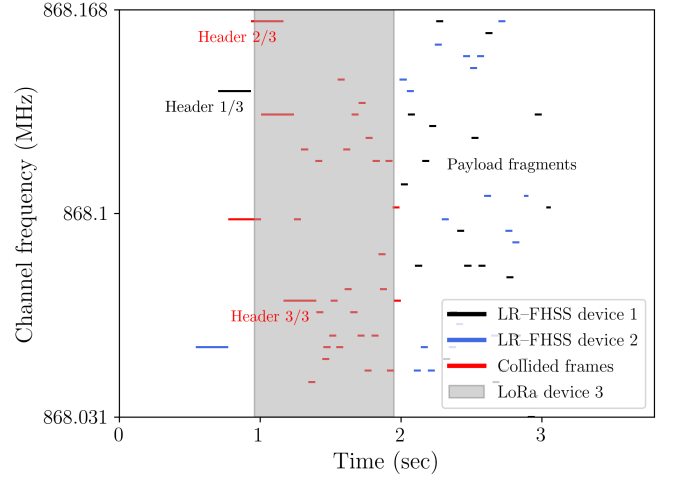 868.168
Header 2/3
Header 1/3
Payload fragments
868.1
Header 3/3
LR–FHSS device 1
LR–FHSS device 2
Collided frames
LoRa device 3
868.031
0
1
2
3
Time (sec)
Channel frequency (MHz)